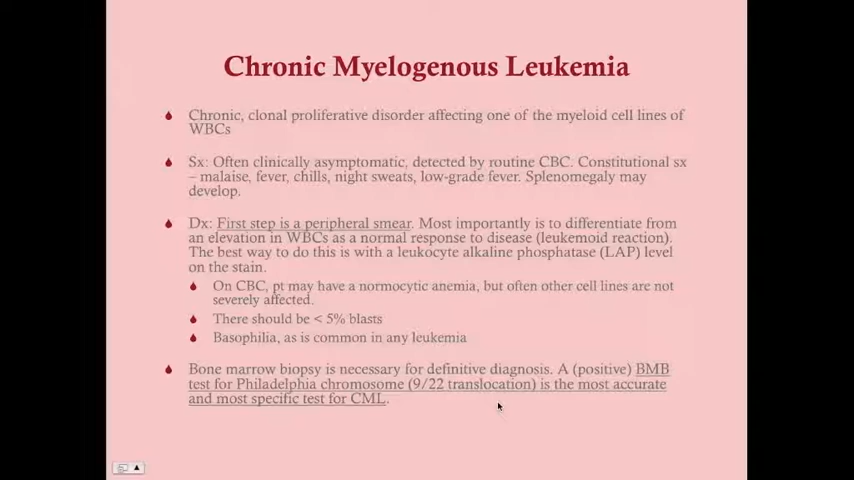 Chronic Myelogenous Leukemia
Chronic, clonal proliferative disorder affecting one of the myeloid cell lines of
WBCs
Sx: Often clinically asymptomatic, detected by routine CBC. Constitutional sx
– malaise, fever, chills, night sweats, low-grade fever. Splenomegaly may
develop.
Dx: First step is a peripheral smear. Most importantly is to differentiate from
an elevation in WBCs as a normal response to disease (leukemoid reaction).
The best way to do this is with a leukocyte alkaline phosphatase (LAP) level
on the stain.
On CBC, pt may have a normocytic anemia, but often other cell lines are not
severely affected.
There should be < 5% blasts
Basophilia, as is common in any leukemia
Bone marrow biopsy is necessary for definitive diagnosis. A (positive) BMB
test for Philadelphia chromosome (9/22 translocation) is the most accurate
and most specific test for CML.